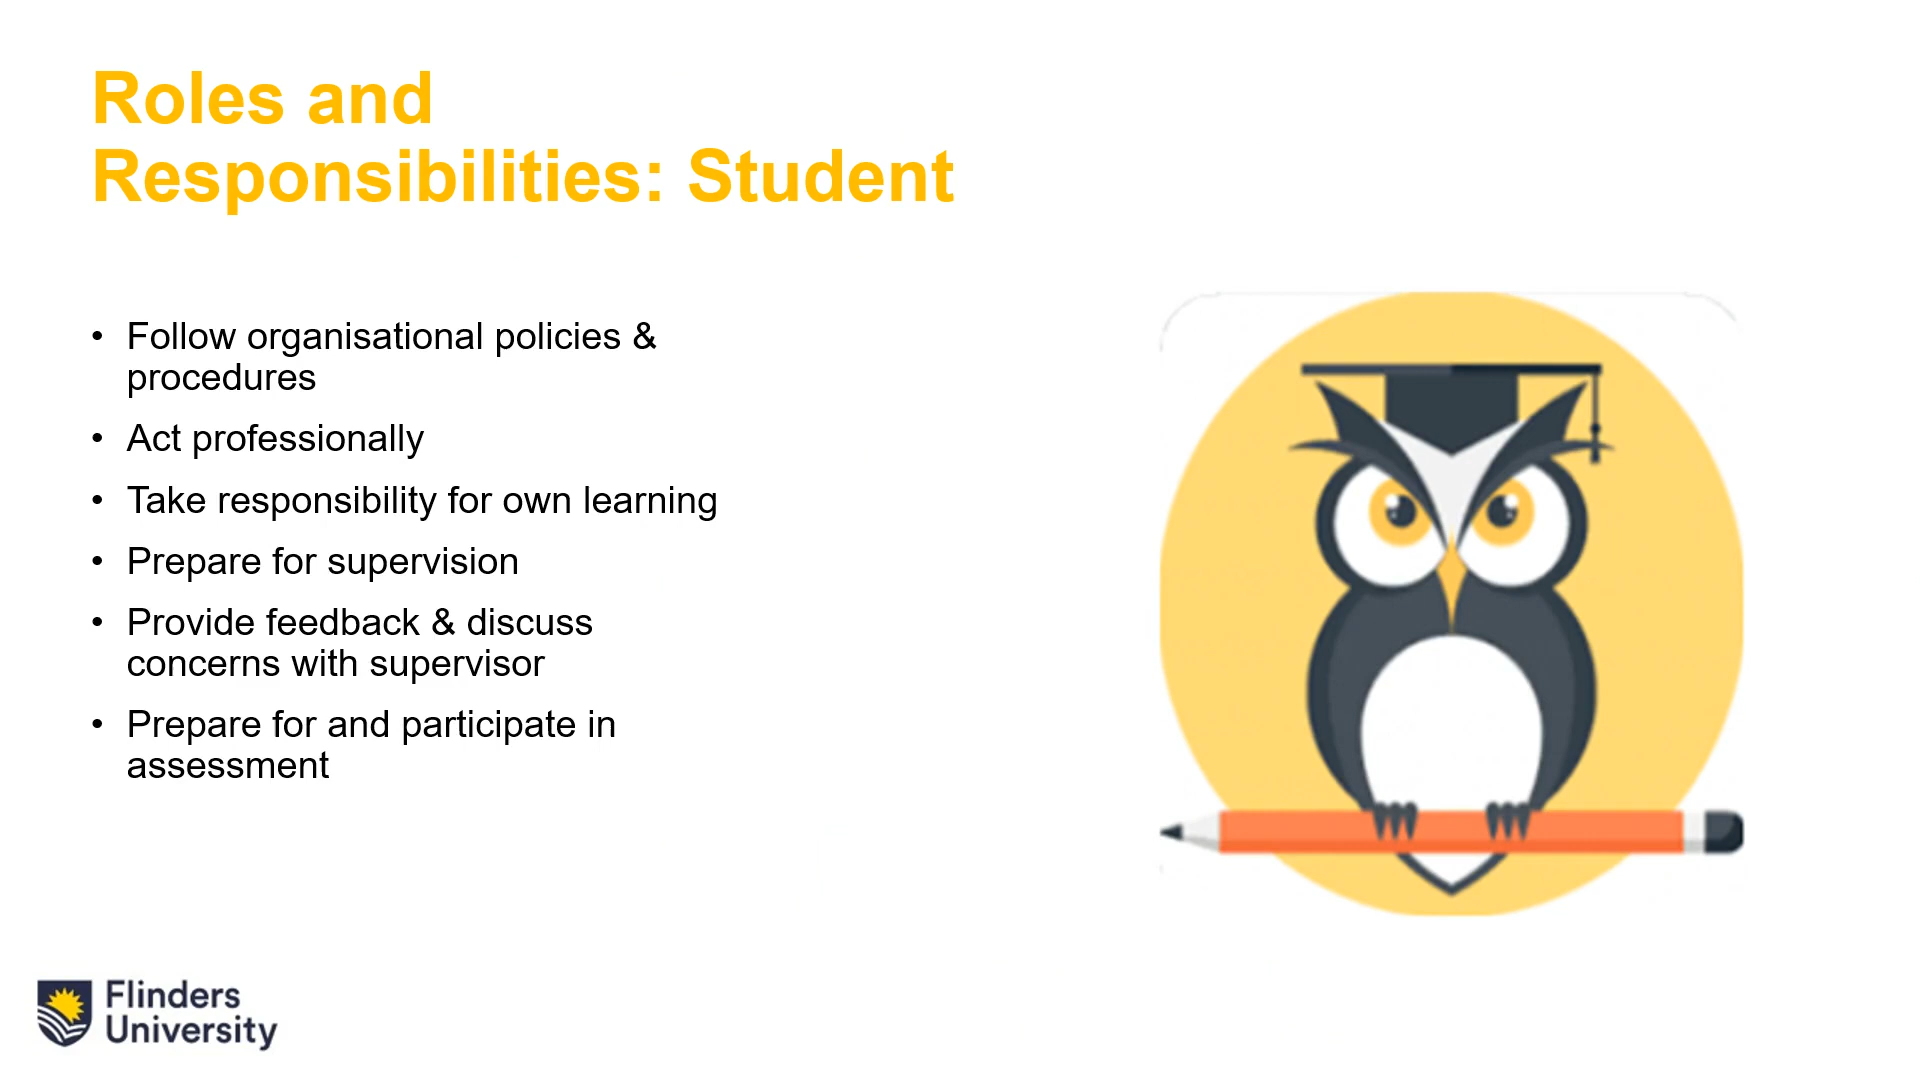 Roles and
Responsibilities: Student
• Follow organisational policies &
procedures
• Act professionally
• Take responsibility for own learning
• Prepare for supervision
• Provide feedback & discuss
concerns with supervisor
• Prepare for and participate in
assessment
Flinders
University